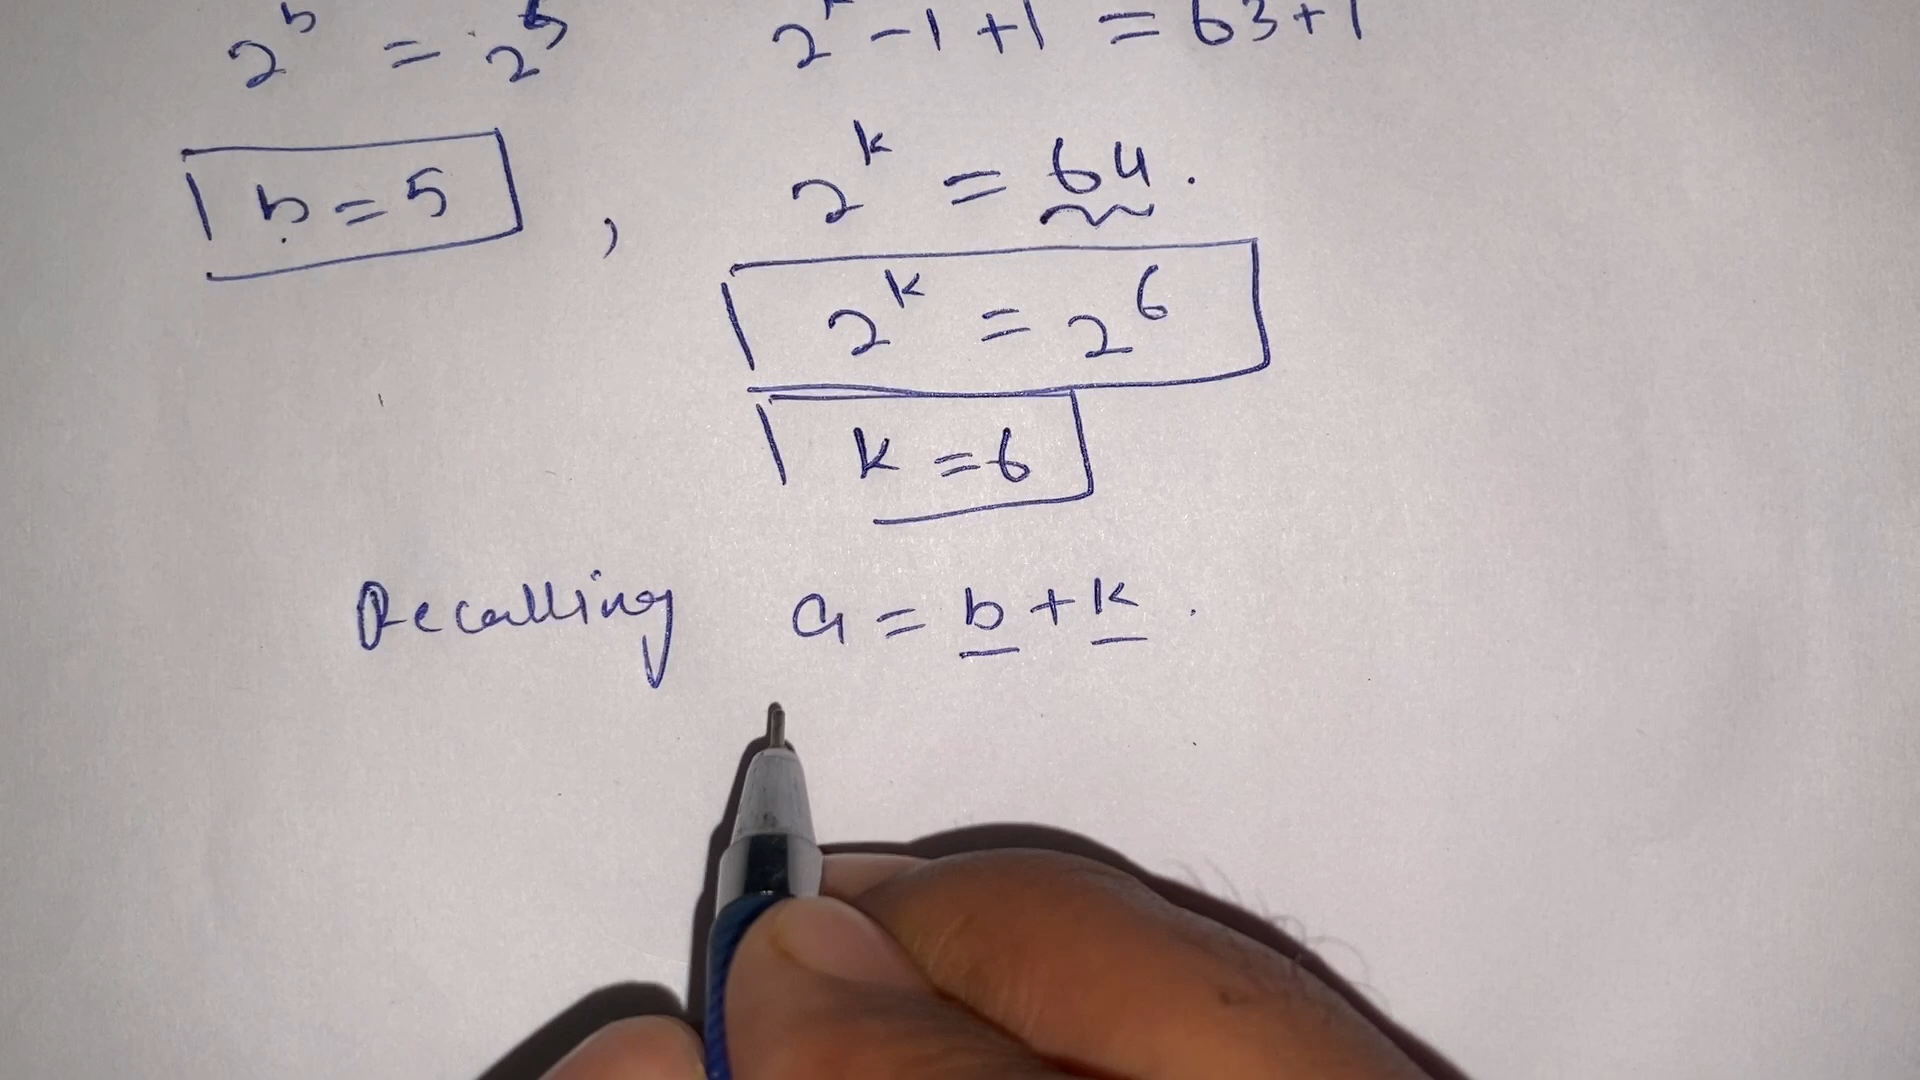 2^b = 2^5
2^k - 1 + 1 = 63 + 1
b = 5 ,
2^k = 64 .
2^k = 2^6
k = 6
Recalling a = b + k .